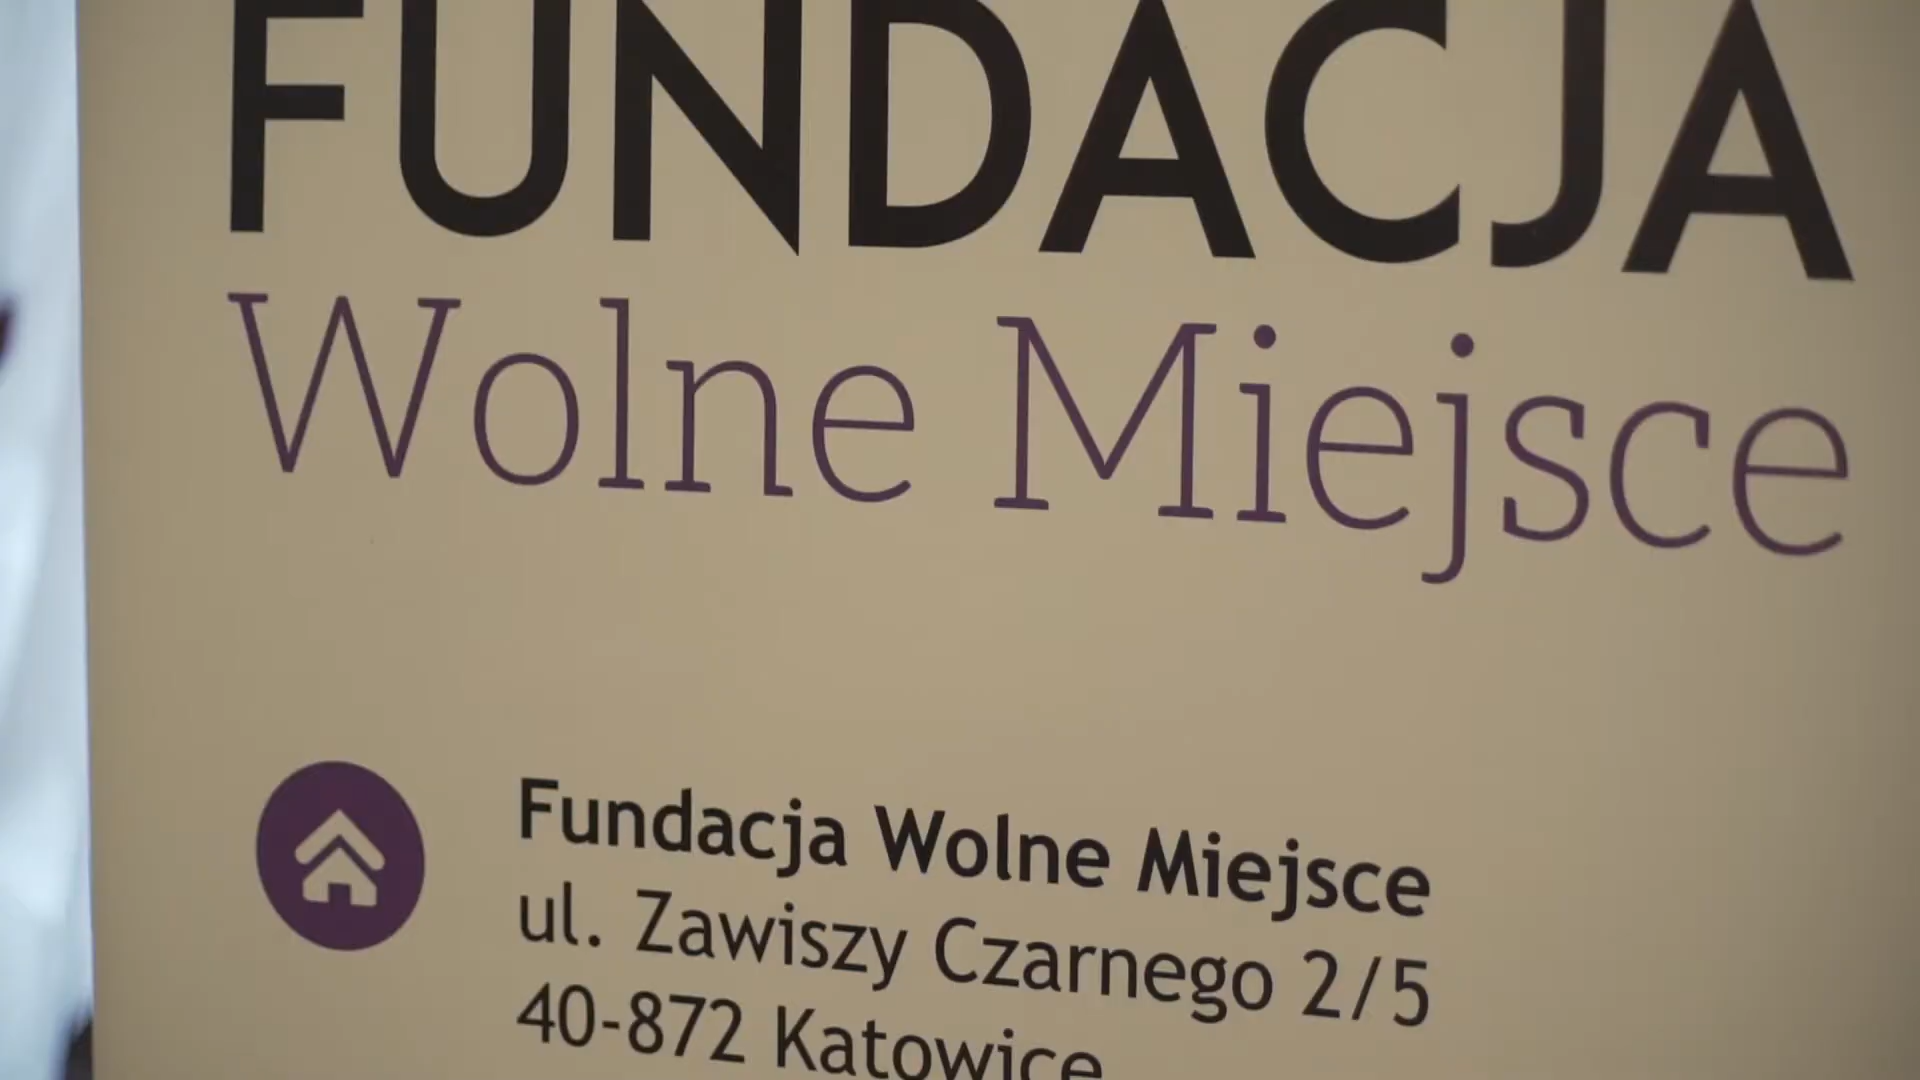 FUNDACJA
Wolne Miejsce
Fundacja Wolne Miejsce
ul. Zawiszy Czarnego 2/5
40-872 Katowice